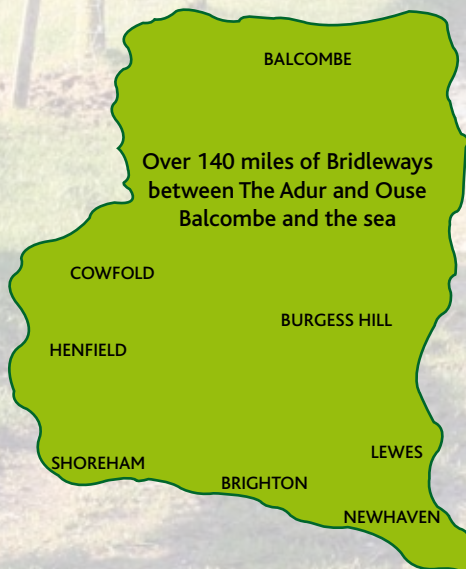 BALCOMBE
Over 140 miles of Bridleways
between The Adur and Ouse
Balcombe and the sea
COWFOLD
BURGESS HILL
HENFIELD
LEWES
SHOREHAM
BRIGHTON
NEWHAVEN